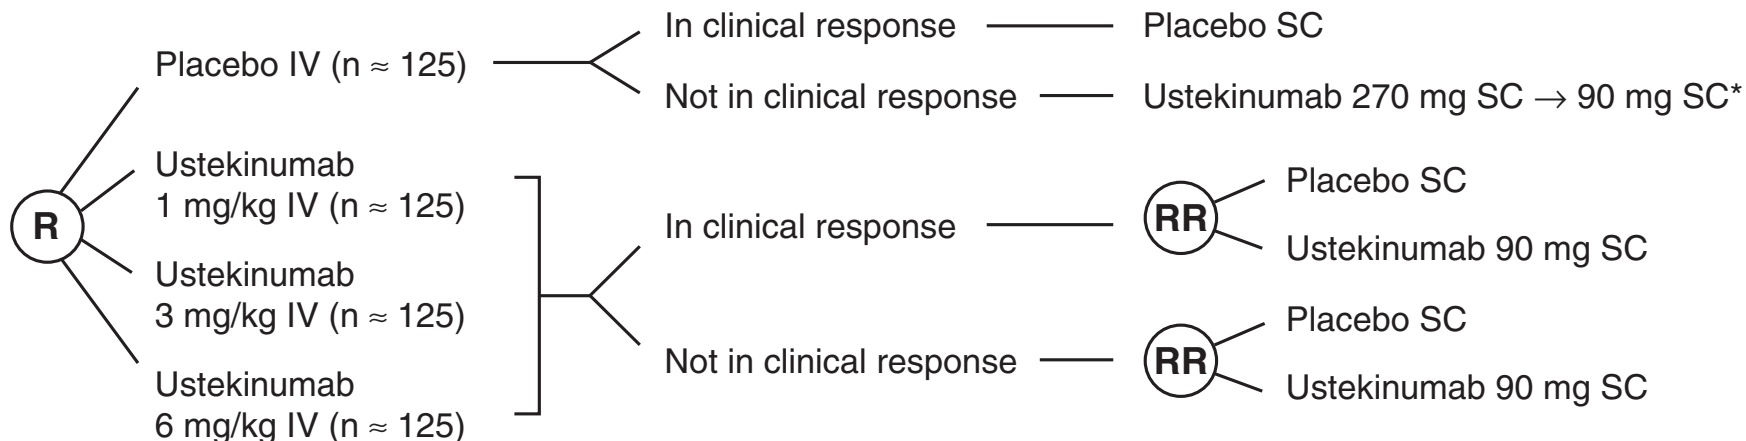 Placebo IV (n ≈ 125)
In clinical response
Placebo SC
Not in clinical response
Ustekinumab 270 mg SC → 90 mg SC*
R
Ustekinumab
1 mg/kg IV (n ≈ 125)
Ustekinumab
3 mg/kg IV (n ≈ 125)
Ustekinumab
6 mg/kg IV (n ≈ 125)
In clinical response
RR
Placebo SC
Ustekinumab 90 mg SC
Not in clinical response
RR
Placebo SC
Ustekinumab 90 mg SC